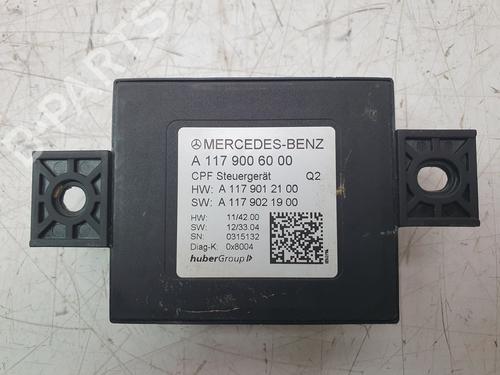 B-PARTS
MERCEDES-BENZ
A 117 900 60 00
CPF Steuergerät Q2
HW: A 117 901 21 00
SW: A 117 902 19 00
HW: 11/42.00
SW: 12/33.04
SN: 0315132
Diag-K: 0x8004
huberGroup